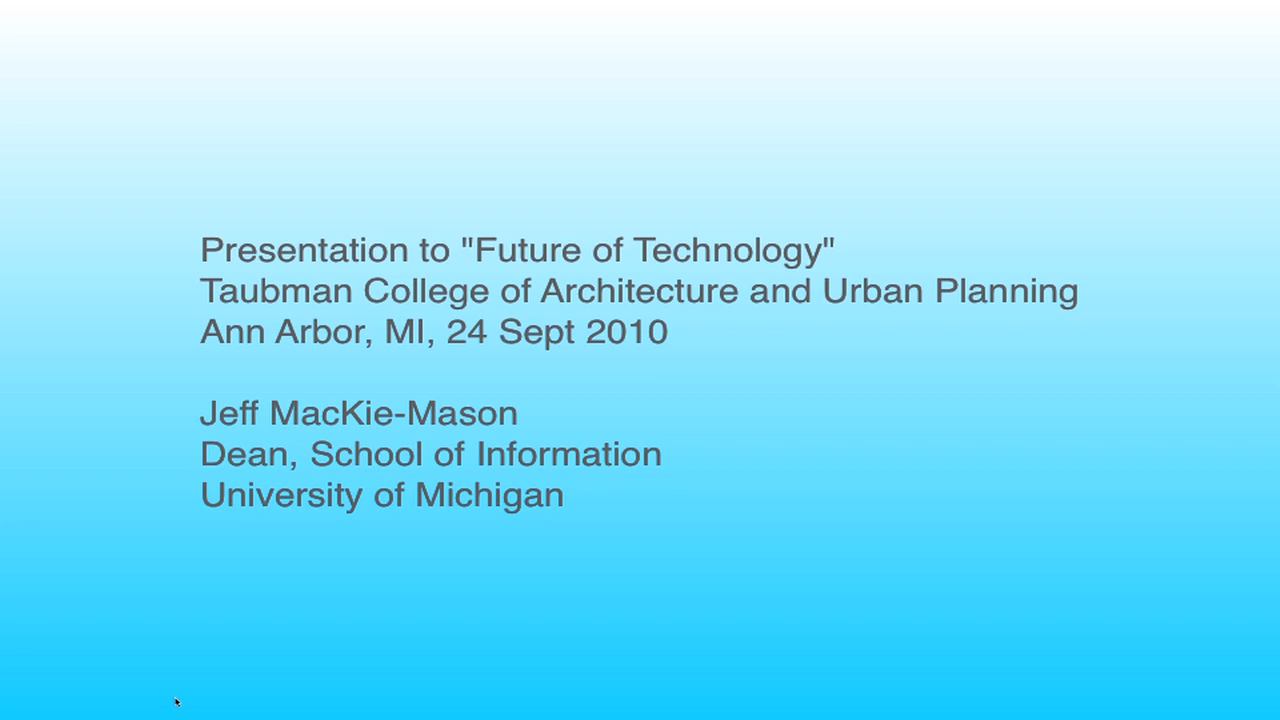 Presentation to "Future of Technology"
Taubman College of Architecture and Urban Planning
Ann Arbor, MI, 24 Sept 2010
Jeff MacKie-Mason
Dean, School of Information
University of Michigan